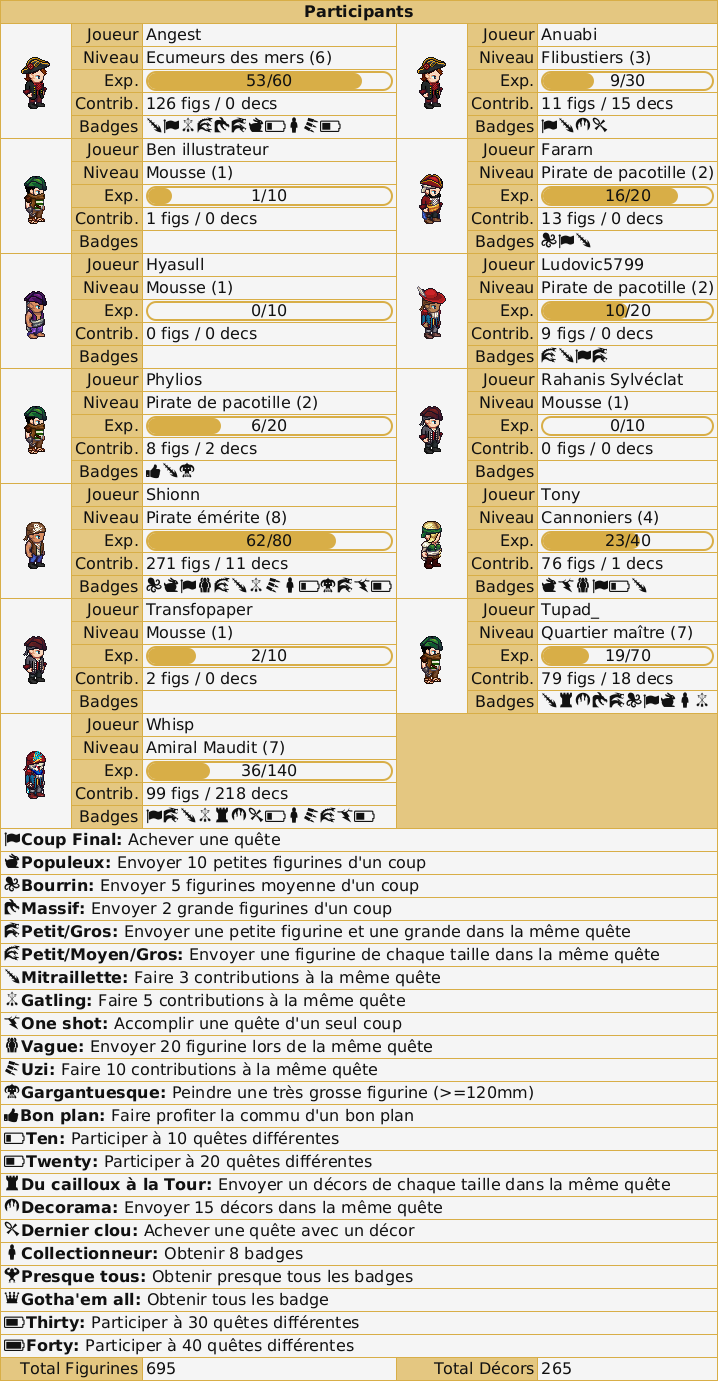 Participants
Joueur Angest
Niveau Ecumeurs des mers (6)
Exp. 53/60
Contrib. 126 figs / 0 decs
Badges
Joueur Anuabi
Niveau Flibustiers (3)
Exp. 9/30
Contrib. 11 figs / 15 decs
Badges
Joueur Ben illustrateur
Niveau Mousse (1)
Exp. 1/10
Contrib. 1 figs / 0 decs
Badges
Joueur Fararn
Niveau Pirate de pacotille (2)
Exp. 16/20
Contrib. 13 figs / 0 decs
Badges
Joueur Hyasull
Niveau Mousse (1)
Exp. 0/10
Contrib. 0 figs / 0 decs
Badges
Joueur Ludovic5799
Niveau Pirate de pacotille (2)
Exp. 10/20
Contrib. 9 figs / 0 decs
Badges
Joueur Phylios
Niveau Pirate de pacotille (2)
Exp. 6/20
Contrib. 8 figs / 2 decs
Badges
Joueur Rahanis Sylvéclat
Niveau Mousse (1)
Exp. 0/10
Contrib. 0 figs / 0 decs
Badges
Joueur Shionn
Niveau Pirate émérite (8)
Exp. 62/80
Contrib. 271 figs / 11 decs
Badges
Joueur Tony
Niveau Cannoniers (4)
Exp. 23/40
Contrib. 76 figs / 1 decs
Badges
Joueur Transfopaper
Niveau Mousse (1)
Exp. 2/10
Contrib. 2 figs / 0 decs
Badges
Joueur Tupad_
Niveau Quartier maître (7)
Exp. 19/70
Contrib. 79 figs / 18 decs
Badges
Joueur Whisp
Niveau Amiral Maudit (7)
Exp. 36/140
Contrib. 99 figs / 218 decs
Badges
Coup Final: Achever une quête
Populeux: Envoyer 10 petites figurines d'un coup
Bourrin: Envoyer 5 figurines moyenne d'un coup
Massif: Envoyer 2 grande figurines d'un coup
Petit/Gros: Envoyer une petite figurine et une grande dans la même quête
Petit/Moyen/Gros: Envoyer une figurine de chaque taille dans la même quête
Mitraillette: Faire 3 contributions à la même quête
Gatling: Faire 5 contributions à la même quête
One shot: Accomplir une quête d'un seul coup
Vague: Envoyer 20 figurine lors de la même quête
Uzi: Faire 10 contributions à la même quête
Gargantuesque: Peindre une très grosse figurine (>=120mm)
Bon plan: Faire profiter la commu d'un bon plan
Ten: Participer à 10 quêtes différentes
Twenty: Participer à 20 quêtes différentes
Du cailloux à la Tour: Envoyer un décors de chaque taille dans la même quête
Decorama: Envoyer 15 décors dans la même quête
Dernier clou: Achever une quête avec un décor
Collectionneur: Obtenir 8 badges
Presque tous: Obtenir presque tous les badges
Gotha'em all: Obtenir tous les badge
Thirty: Participer à 30 quêtes différentes
Forty: Participer à 40 quêtes différentes
Total Figurines 695 Total Décors 265